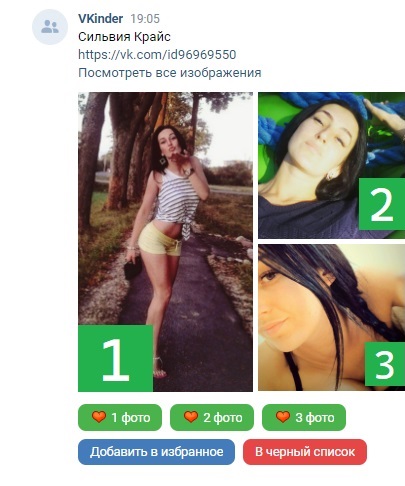 VKinder 19:05
Сильвия Крайс
https://vk.com/id96969550
Посмотреть все изображения
1
2
3
1 фото
2 фото
3 фото
Добавить в избранное
В черный список